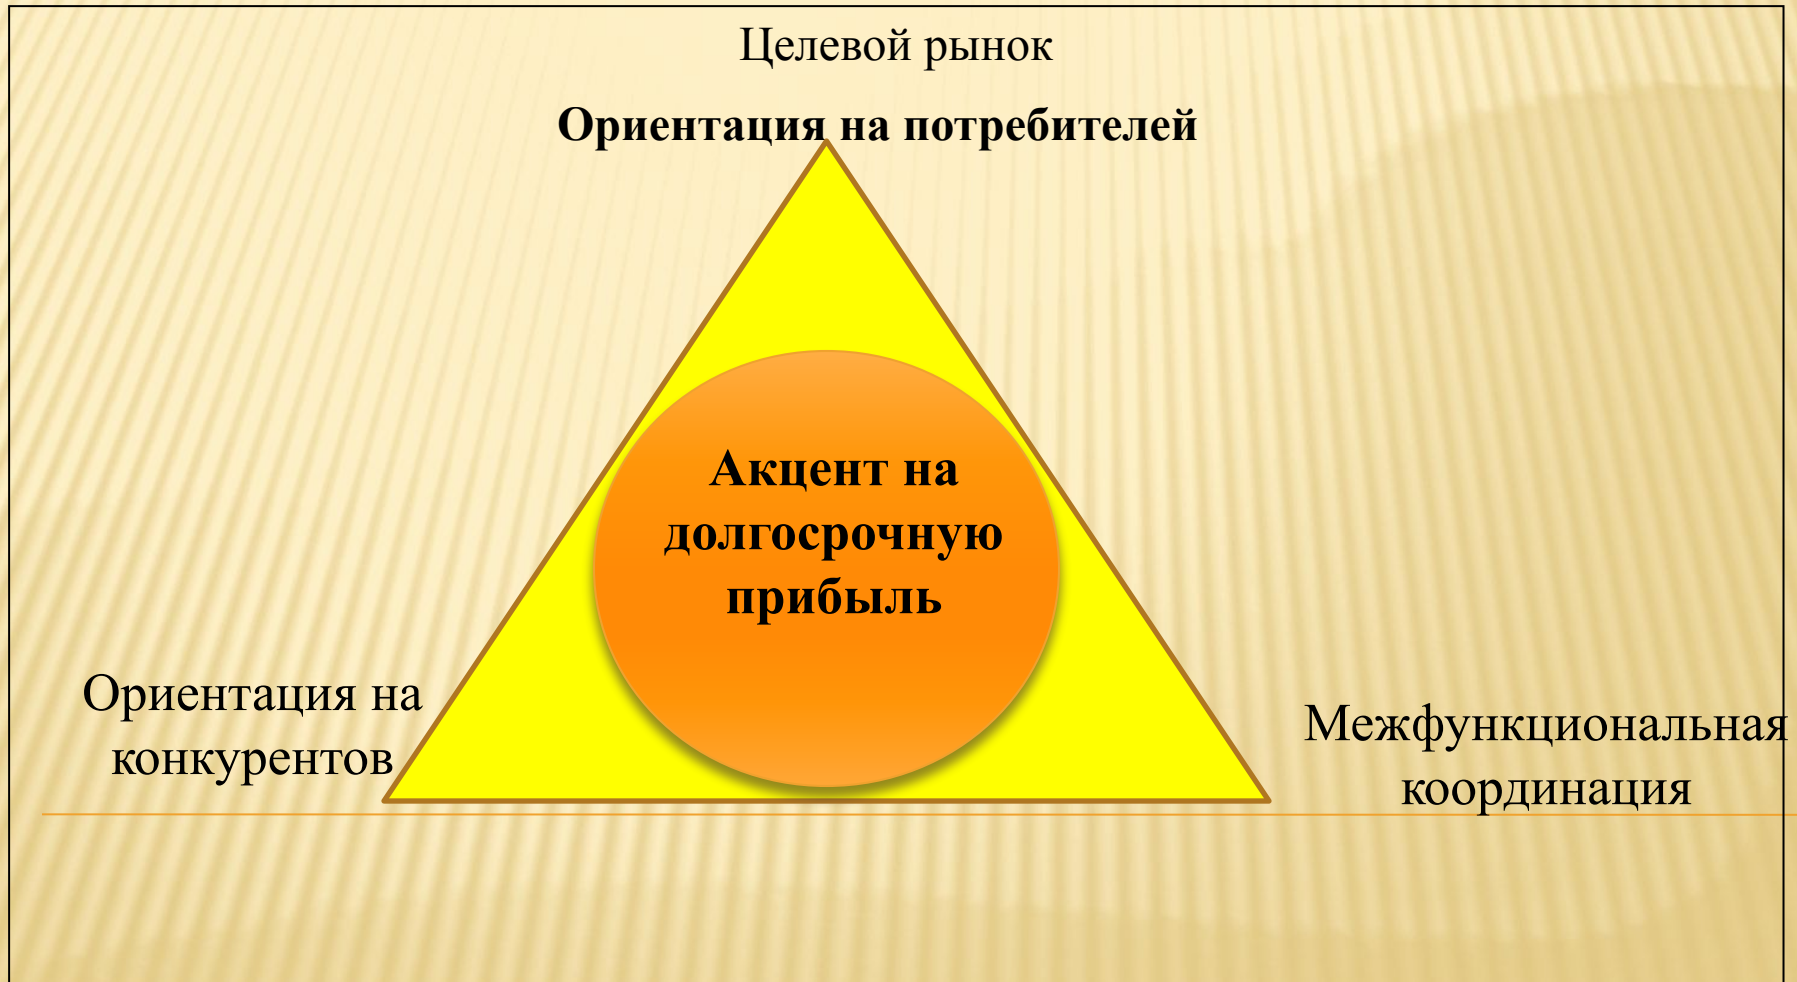 Целевой рынок
Ориентация на потребителей
Акцент на
долгосрочную
прибыль
Ориентация на
конкурентов
Межфункциональная
координация